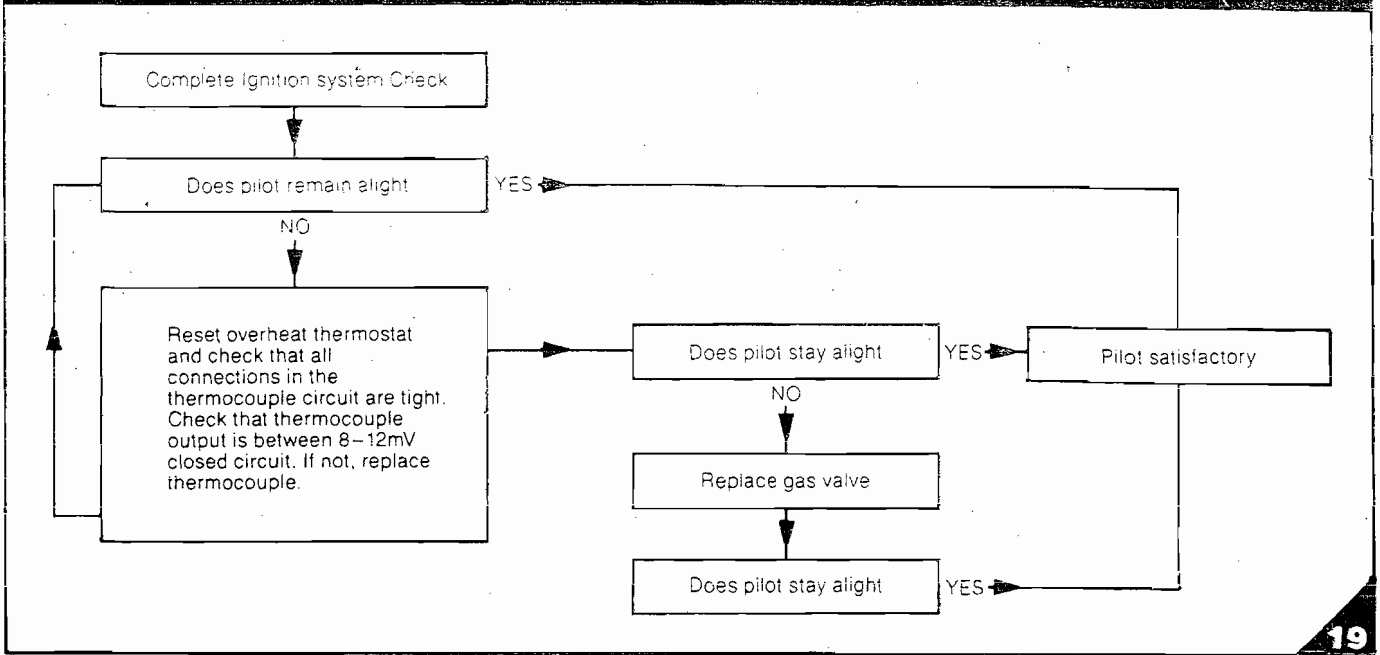 Complete Ignition system Check
Does pilot remain alight
YES
NO
Reset overheat thermostat
and check that all
connections in the
thermocouple circuit are tight.
Check that thermocouple
output is between 8–12mV
closed circuit. If not, replace
thermocouple.
Does pilot stay alight
YES
Pilot satisfactory
NO
Replace gas valve
Does pilot stay alight
YES
19